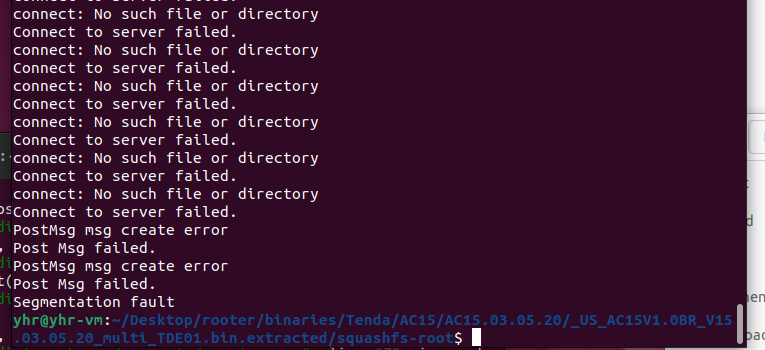 connect: No such file or directory
Connect to server failed.
connect: No such file or directory
Connect to server failed.
connect: No such file or directory
Connect to server failed.
connect: No such file or directory
Connect to server failed.
connect: No such file or directory
Connect to server failed.
connect: No such file or directory
Connect to server failed.
PostMsg msg create error
Post Msg failed.
PostMsg msg create error
Post Msg failed.
Segmentation fault
yhr@yhr-vm:~/Desktop/rooter/binaries/Tenda/AC15/AC15.03.05.20/_US_AC15V1.0BR_V15
.03.05.20_multi_TDE01.bin.extracted/squashfs-root$